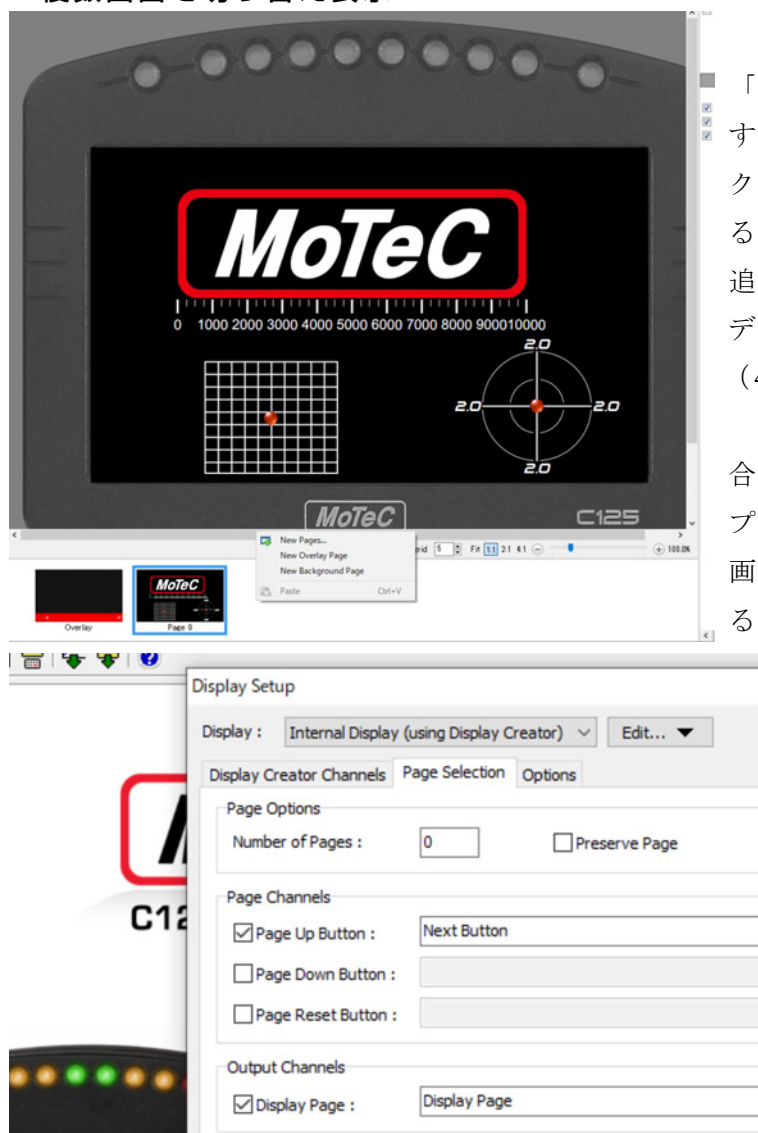 MoTeC
0 1000 2000 3000 4000 5000 6000 7000 8000 900010000
2.0
2.0 2.0
2.0
MoTeC
C125
「
す
ク
る
追
デ
合
プ
画
る
New Pages...
New Overlay Page
New Background Page
Paste Ctrl+V
5 Fit 1:1 2:1 4:1 100.0%
MoTeC
Overlay
Page 0
Display Setup
Display : Internal Display (using Display Creator) Edit...
Display Creator Channels Page Selection Options
Page Options
Number of Pages : 0 Preserve Page
Page Channels
Page Up Button : Next Button
Page Down Button :
Page Reset Button :
Output Channels
Display Page : Display Page